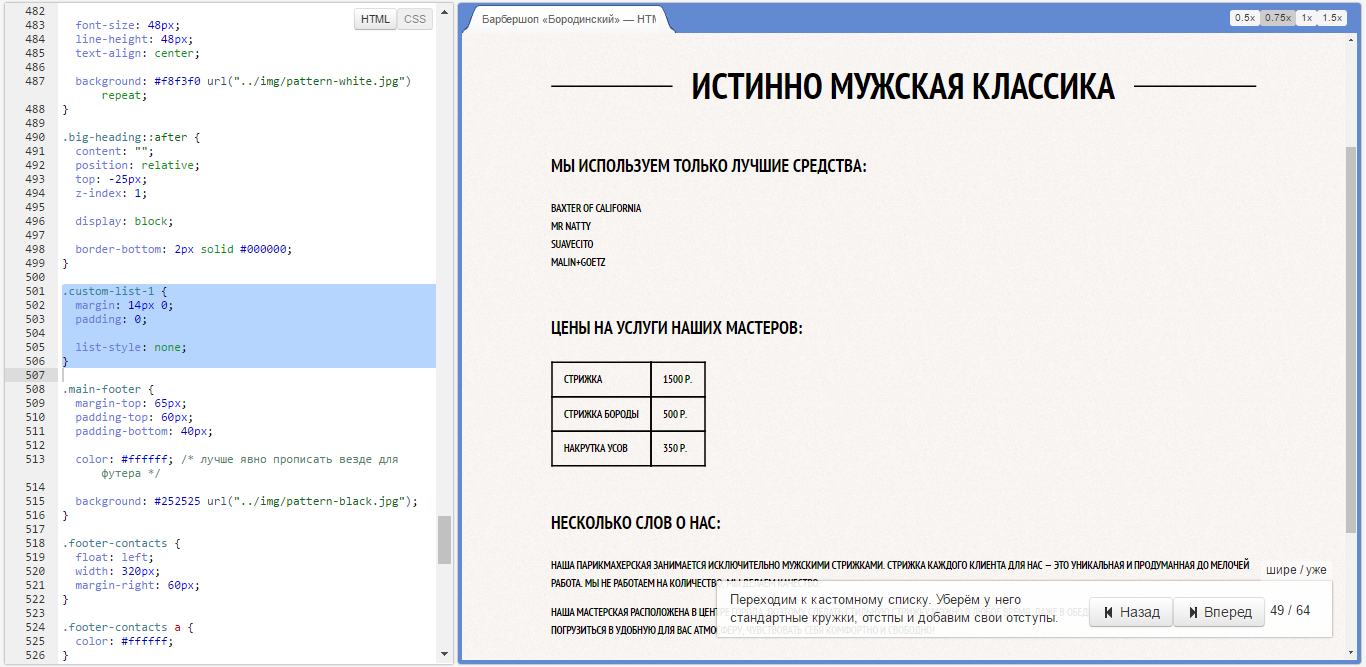 482
HTML CSS
483 font-size: 48px;
484 line-height: 48px;
485 text-align: center;
486
487 background: #f8f3f0 url("../img/pattern-white.jpg")
repeat;
488 }
489
490 .big-heading::after {
491 content: "";
492 position: relative;
493 top: -25px;
494 z-index: 1;
495
496 display: block;
497
498 border-bottom: 2px solid #000000;
499 }
500
501 .custom-list-1 {
502 margin: 14px 0;
503 padding: 0;
504
505 list-style: none;
506 }
507
508 .main-footer {
509 margin-top: 65px;
510 padding-top: 60px;
511 padding-bottom: 40px;
512
513 color: #ffffff; /* лучше явно прописать везде для
футера */
514
515 background: #252525 url("../img/pattern-black.jpg");
516 }
517
518 .footer-contacts {
519 float: left;
520 width: 320px;
521 margin-right: 60px;
522 }
523
524 .footer-contacts a {
525 color: #ffffff;
526 }
Барбершоп «Бородинский» — HTM
0.5x 0.75x 1x 1.5x
ИСТИННО МУЖСКАЯ КЛАССИКА
МЫ ИСПОЛЬЗУЕМ ТОЛЬКО ЛУЧШИЕ СРЕДСТВА:
BAXTER OF CALIFORNIA
MR NATTY
SUAVECITO
MALIN+GOETZ
ЦЕНЫ НА УСЛУГИ НАШИХ МАСТЕРОВ:
СТРИЖКА 1500 Р.
СТРИЖКА БОРОДЫ 500 Р.
НАКРУТКА УСОВ 350 Р.
НЕСКОЛЬКО СЛОВ О НАС:
НАША ПАРИКМАХЕРСКАЯ ЗАНИМАЕТСЯ ИСКЛЮЧИТЕЛЬНО МУЖСКИМИ СТРИЖКАМИ. СТРИЖКА КАЖДОГО КЛИЕНТА ДЛЯ НАС — ЭТО УНИКАЛЬНАЯ И ПРОДУМАННАЯ ДО МЕЛОЧЕЙ
РАБОТА. МЫ НЕ РАБОТАЕМ НА КОЛИЧЕСТВО, МЫ ДЕЛАЕМ КАЧЕСТВО.
НАША МАСТЕРСКАЯ РАСПОЛОЖЕНА В
ПОГРУЗИТЬСЯ В УДОБНУЮ ДЛЯ ВАС АТМОСФЕРУ, ЧУВСТВОВАТЬ СЕБЯ КОМФОРТНО И СВОБОДНО!
шире / уже
Переходим к кастомному списку. Уберём у него
стандартные кружки, отстпы и добавим свои отступы.
Назад Вперед 49 / 64